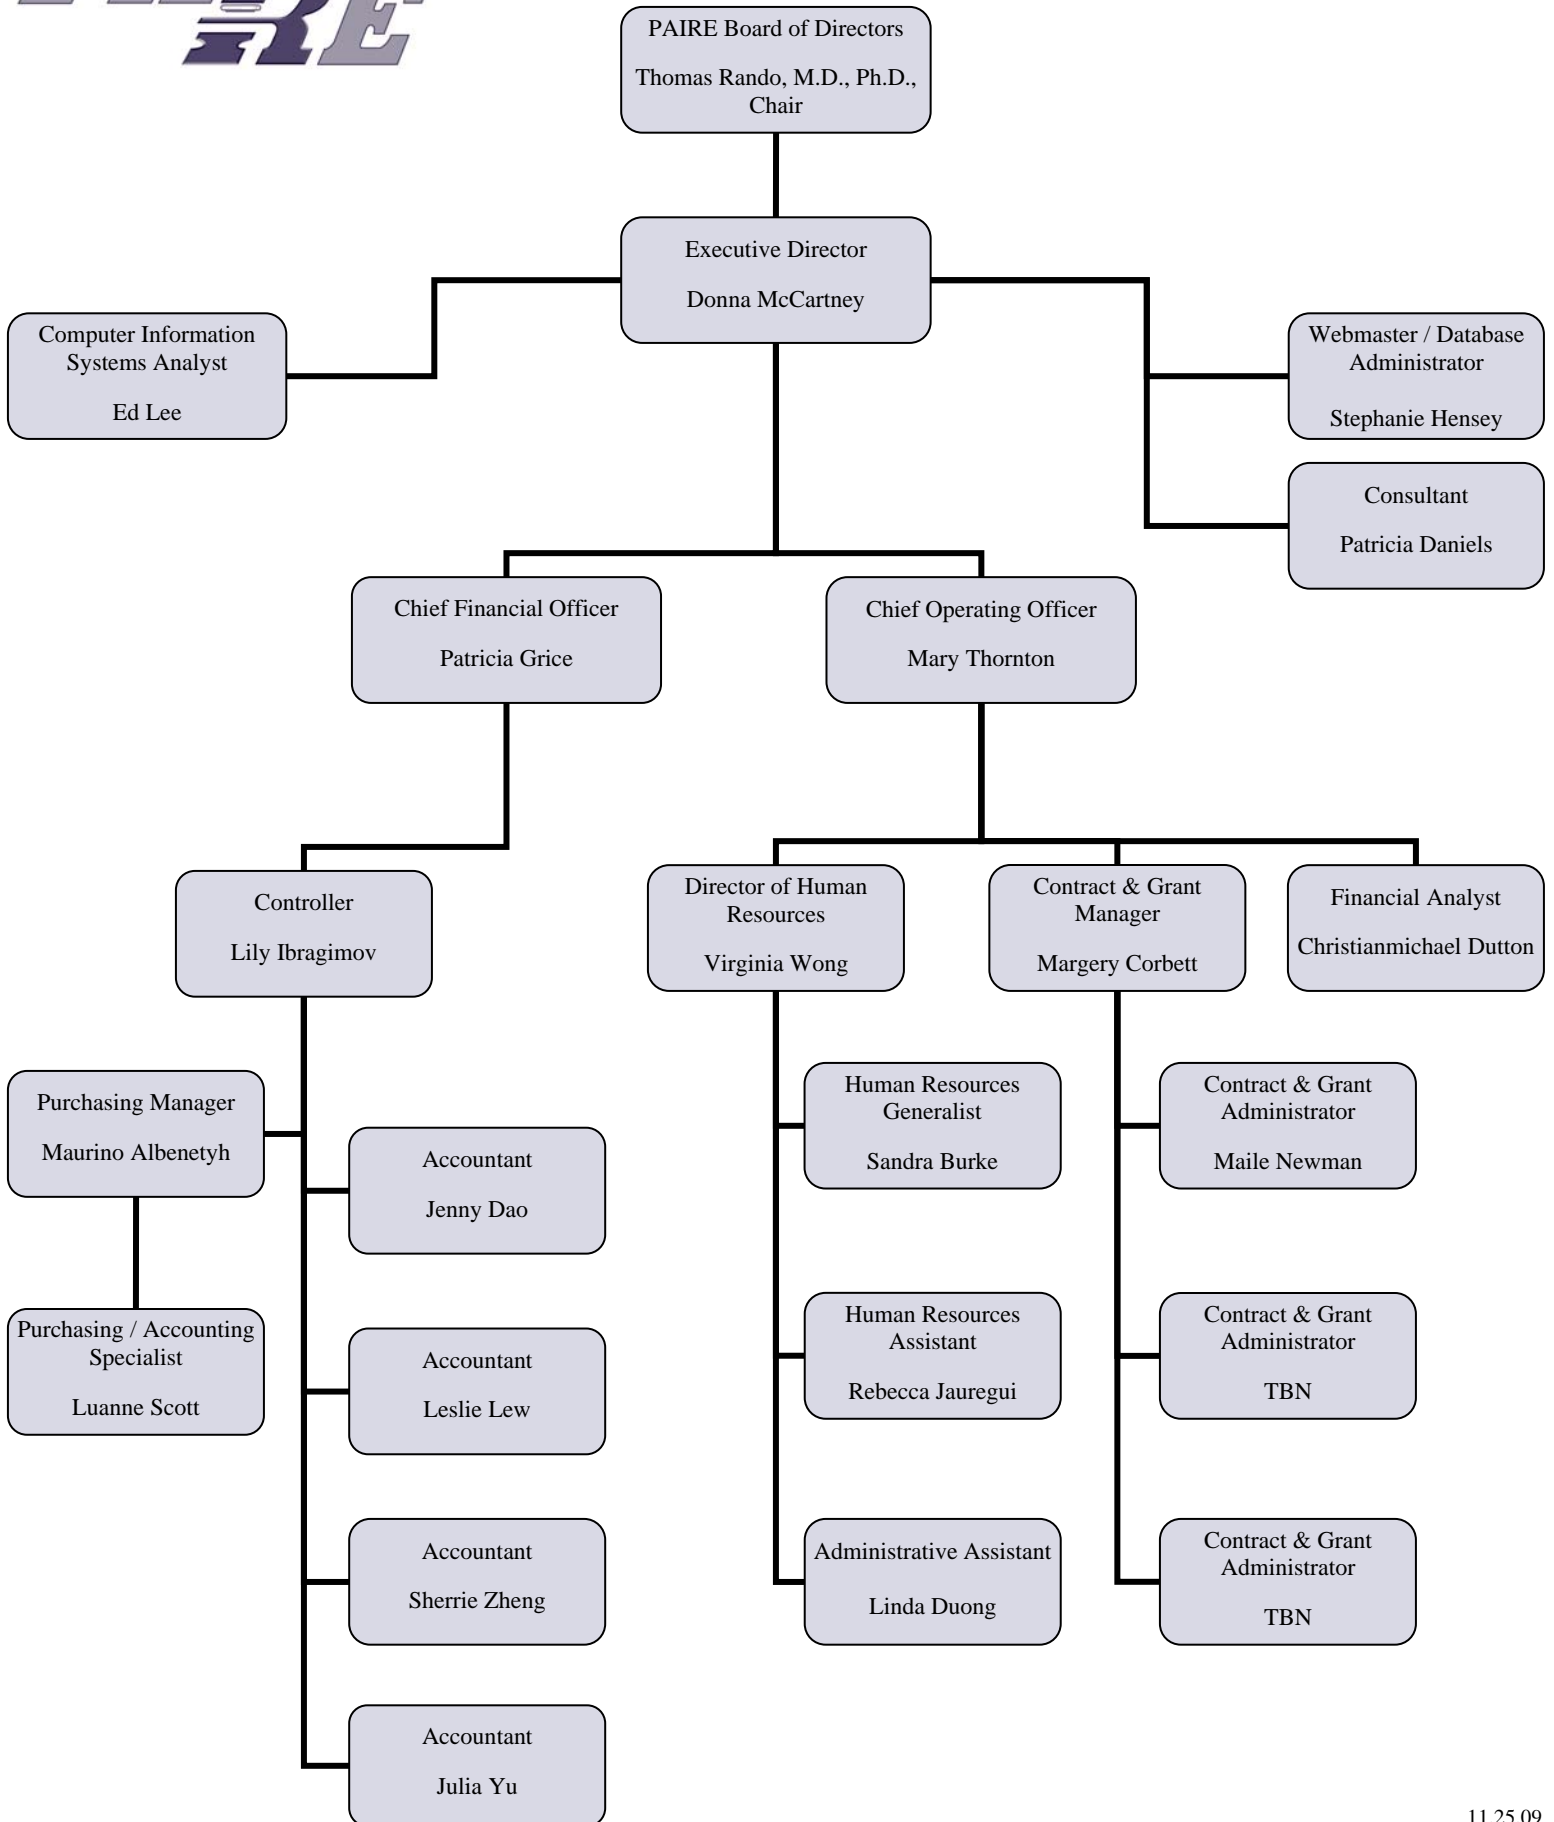 PAIRE Board of Directors
Thomas Rando, M.D., Ph.D.,
Chair
Executive Director
Donna McCartney
Computer Information
Systems Analyst
Ed Lee
Webmaster / Database
Administrator
Stephanie Hensey
Consultant
Patricia Daniels
Chief Financial Officer
Patricia Grice
Chief Operating Officer
Mary Thornton
Controller
Lily Ibragimov
Director of Human
Resources
Virginia Wong
Contract & Grant
Manager
Margery Corbett
Financial Analyst
Christianmichael Dutton
Purchasing Manager
Maurino Albenetyh
Accountant
Jenny Dao
Human Resources
Generalist
Sandra Burke
Contract & Grant
Administrator
Maile Newman
Purchasing / Accounting
Specialist
Luanne Scott
Accountant
Leslie Lew
Human Resources
Assistant
Rebecca Jauregui
Contract & Grant
Administrator
TBN
Accountant
Sherrie Zheng
Administrative Assistant
Linda Duong
Contract & Grant
Administrator
TBN
Accountant
Julia Yu
11.25.09